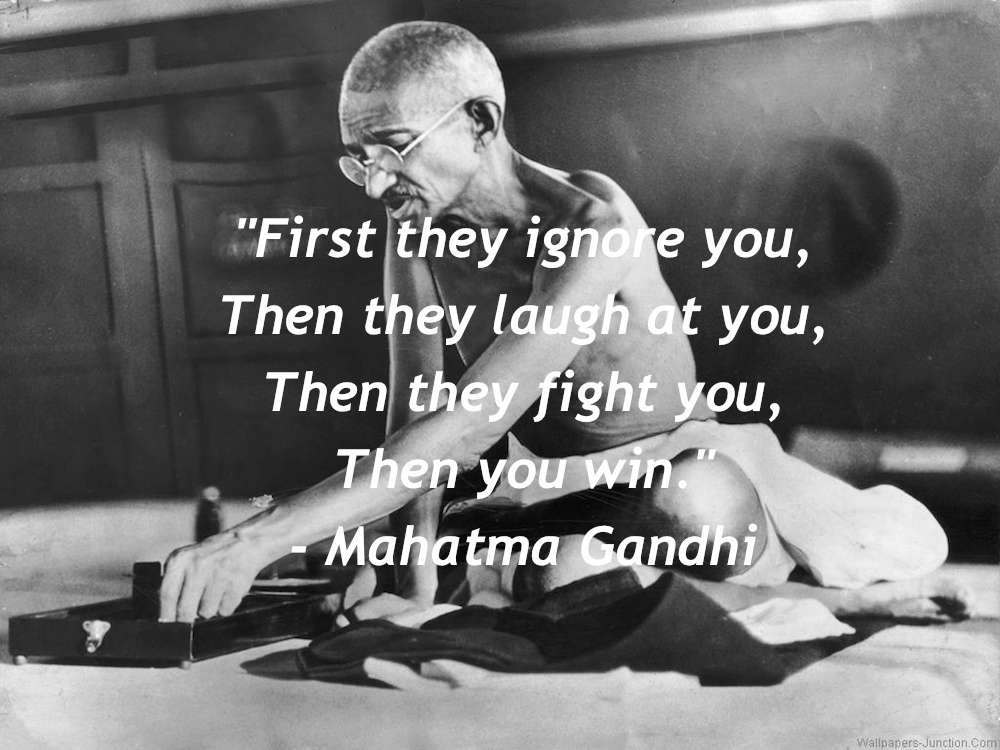 "First they ignore you,
Then they laugh at you,
Then they fight you,
Then you win."
- Mahatma Gandhi
Wallpapers-Junction.Com